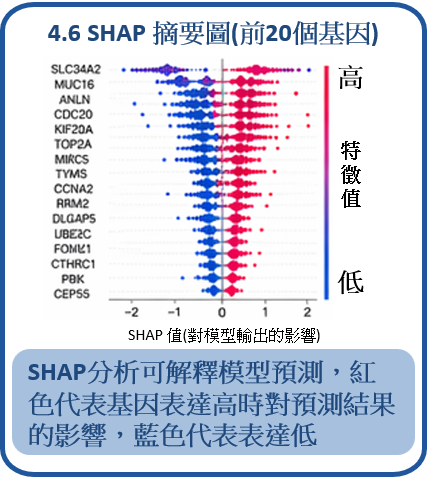 4.6 SHAP 摘要圖(前20個基因)
SLC34A2
MUC16
ANLN
CDC20
KIF20A
TOP2A
MIRCS
TYMS
CCNA2
RRM2
DLGAP5
UBE2C
CTHRC1
PBK
CEP55
高
特徵值
低
-2
-1
0
1
2
SHAP 值(對模型輸出的影響)
SHAP分析可解釋模型預測，紅
色代表基因表達高時對預測結果
的影響，藍色代表表達低